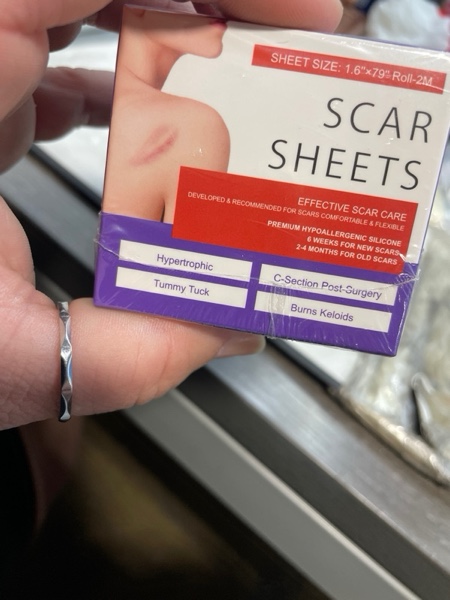 SHEET SIZE: 1.6"×79" Roll-2M
SCAR
SHEETS
EFFECTIVE SCAR CARE
DEVELOPED & RECOMMENDED FOR SCARS COMFORTABLE & FLEXIBLE
PREMIUM HYPOALLERGENIC SILICONE
6 WEEKS FOR NEW SCARS
2-4 MONTHS FOR OLD SCARS
Hypertrophic
C-Section Post-Surgery
Tummy Tuck
Burns Keloids